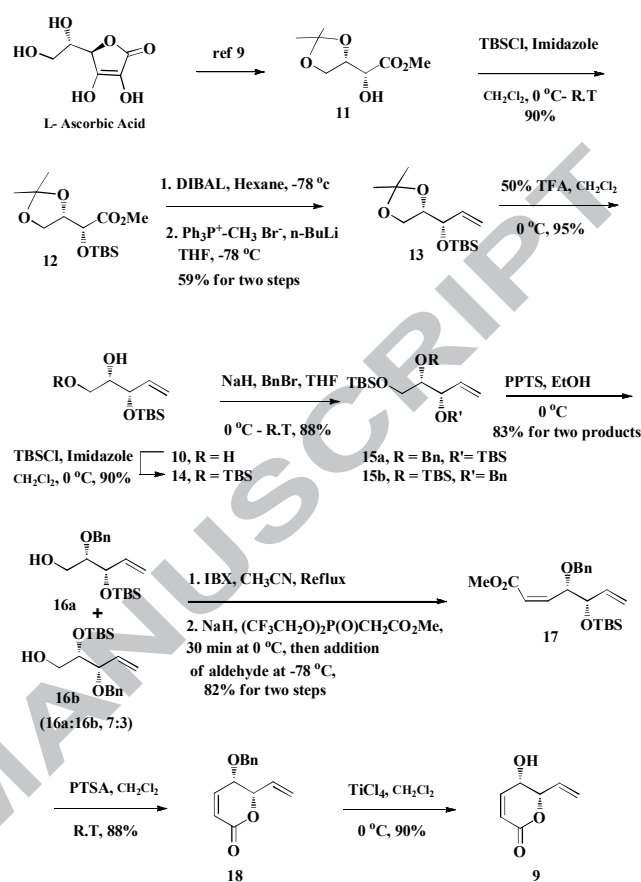 HO
HO
O
O
HO OH
L- Ascorbic Acid
ref 9
O
O
CO₂Me
OH
11
TBSCl, Imidazole
CH₂Cl₂, 0 °C- R.T
90%
O
O
CO₂Me
OTBS
12
1. DIBAL, Hexane, -78 °c
2. Ph₃P⁺-CH₃ Br⁻, n-BuLi
THF, -78 °C
59% for two steps
O
O
OTBS
13
50% TFA, CH₂Cl₂
0 °C, 95%
OH
RO
OTBS
TBSCl, Imidazole
CH₂Cl₂, 0 °C, 90%
10, R = H
14, R = TBS
NaH, BnBr, THF
0 °C - R.T, 88%
OR
TBSO
OR'
15a, R = Bn, R'= TBS
15b, R = TBS, R'= Bn
PPTS, EtOH
0 °C
83% for two products
OBn
HO
OTBS
16a
+
OTBS
HO
OBn
16b
(16a:16b, 7:3)
1. IBX, CH₃CN, Reflux
2. NaH, (CF₃CH₂O)₂P(O)CH₂CO₂Me,
30 min at 0 °C, then addition
of aldehyde at -78 °C,
82% for two steps
OBn
MeO₂C
OTBS
17
PTSA, CH₂Cl₂
R.T, 88%
OBn
O
O
18
TiCl₄, CH₂Cl₂
0 °C, 90%
OH
O
O
9
MANUSCRIPT